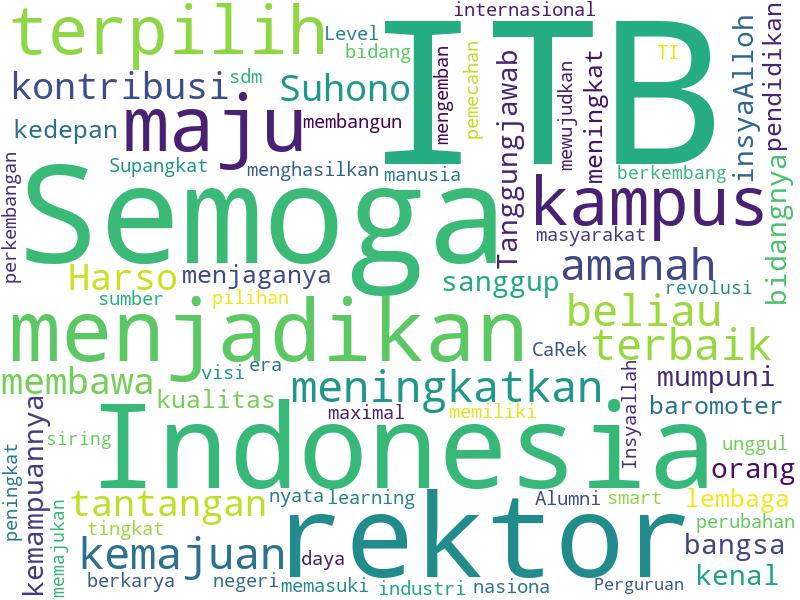 terpilih
Level
ITB
internasional
bidang
kontribusi
sdm
Suhono
mengemban
pemecahan
Tanggungjawab
mewujudkan
meningkat
TI
insyaAlloh
pendidikan
kedepan
maju
membangun
Supangkat
menghasilkan
manusia
berkembang
perkembangan
Semoga
kampus
masyarakat
bidangnya
Harso
menjaganya
sanggup
amanah
revolusi
sumber
pilihan
menjadikan
beliau
CaRek
terbaik
membawa
visi
era
meningkatkan
Insyaallah
mumpuni
kualitas
maximal
memiliki
baromoter
kemampuannya
siring
Indonesia
unggul
orang
peningkat
memajukan
tantangan
nyata
learning
rektor
Alumni
smart
lembaga
tingkat
perubahan
kemajuan
daya
bangsa
berkarya
negeri
memasuki
industri
nasiona
Perguruan
kenal